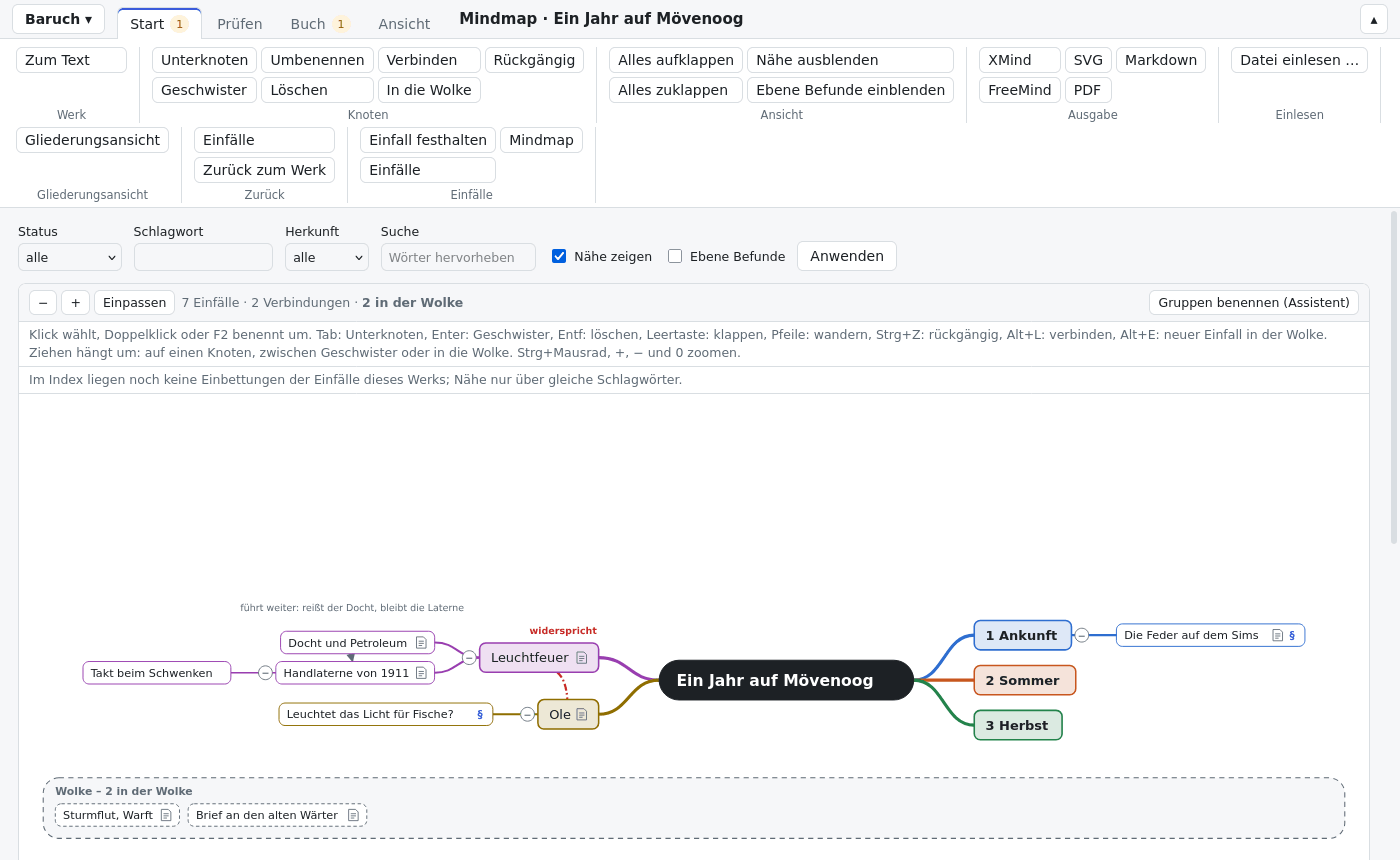 Baruch ▾ Start 1 Prüfen Buch 1 Ansicht Mindmap · Ein Jahr auf Mövenoog ▴
Zum Text Unterknoten Umbenennen Verbinden Rückgängig Alles aufklappen Nähe ausblenden XMind SVG Markdown Datei einlesen …
Geschwister Löschen In die Wolke Alles zuklappen Ebene Befunde einblenden FreeMind PDF
Werk Knoten Ansicht Ausgabe Einlesen
Gliederungsansicht Einfälle Einfall festhalten Mindmap
Zurück zum Werk Einfälle
Gliederungsansicht Zurück Einfälle
Status Schlagwort Herkunft Suche
alle alle Wörter hervorheben Nähe zeigen Ebene Befunde Anwenden
− + Einpassen 7 Einfälle · 2 Verbindungen · 2 in der Wolke Gruppen benennen (Assistent)
Klick wählt, Doppelklick oder F2 benennt um. Tab: Unterknoten, Enter: Geschwister, Entf: löschen, Leertaste: klappen, Pfeile: wandern, Strg+Z: rückgängig, Alt+L: verbinden, Alt+E: neuer Einfall in der Wolke.
Ziehen hängt um: auf einen Knoten, zwischen Geschwister oder in die Wolke. Strg+Mausrad, +, − und 0 zoomen.
Im Index liegen noch keine Einbettungen der Einfälle dieses Werks; Nähe nur über gleiche Schlagwörter.
führt weiter: reißt der Docht, bleibt die Laterne
widerspricht
Docht und Petroleum
Leuchtfeuer −
Takt beim Schwenken − Handlaterne von 1911
Leuchtet das Licht für Fische? § − Ole
Ein Jahr auf Mövenoog
1 Ankunft − Die Feder auf dem Sims §
2 Sommer
3 Herbst
Wolke – 2 in der Wolke
Sturmflut, Warft Brief an den alten Wärter